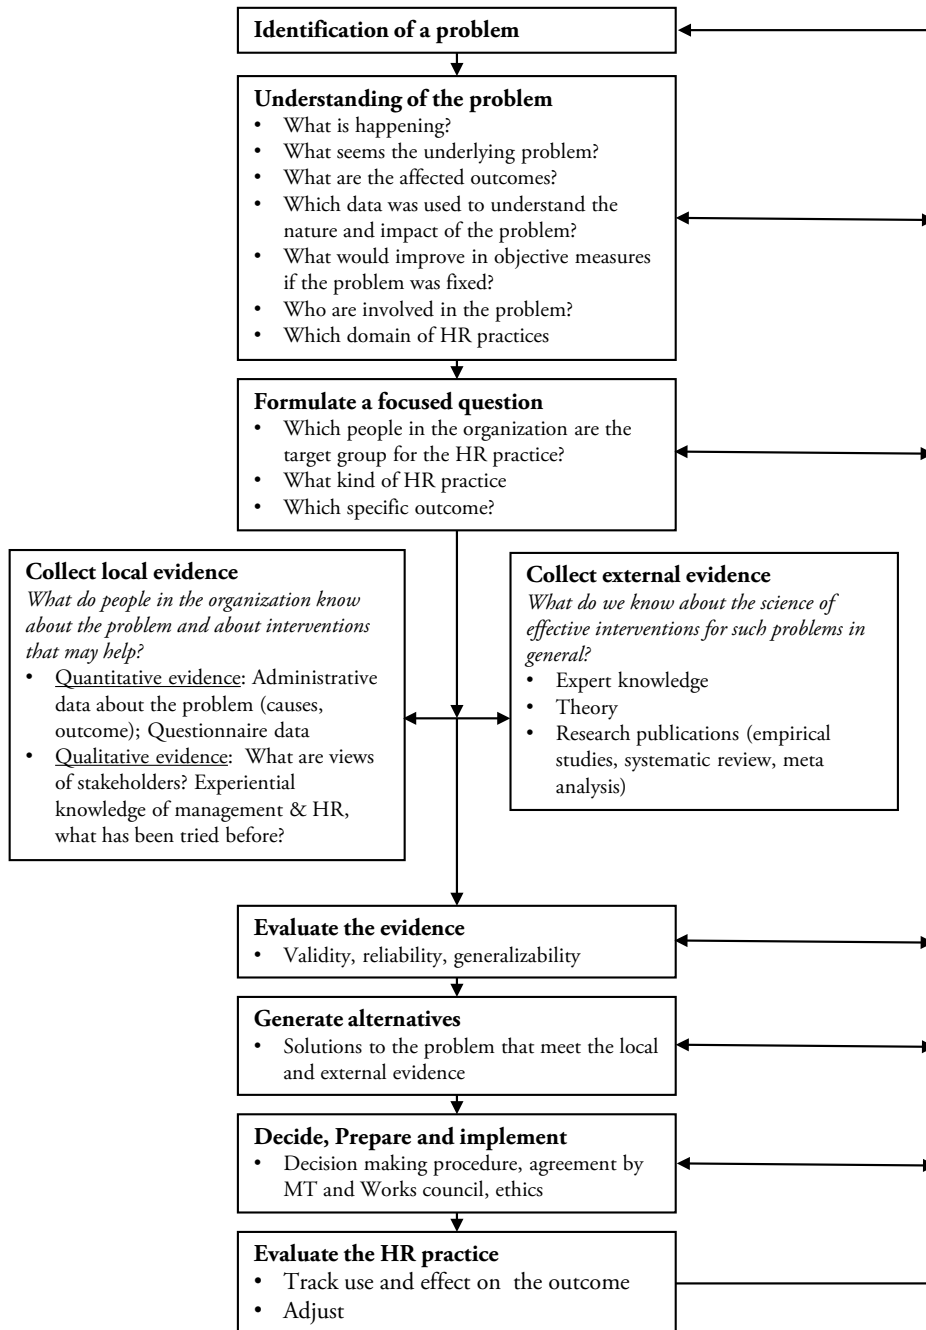 Identification of a problem
Understanding of the problem
• What is happening?
• What seems the underlying problem?
• What are the affected outcomes?
• Which data was used to understand the
nature and impact of the problem?
• What would improve in objective measures
if the problem was fixed?
• Who are involved in the problem?
• Which domain of HR practices
Formulate a focused question
• Which people in the organization are the
target group for the HR practice?
• What kind of HR practice
• Which specific outcome?
Collect local evidence
What do people in the organization know
about the problem and about interventions
that may help?
• Quantitative evidence: Administrative
data about the problem (causes,
outcome); Questionnaire data
• Qualitative evidence: What are views
of stakeholders? Experiential
knowledge of management & HR,
what has been tried before?
Collect external evidence
What do we know about the science of
effective interventions for such problems in
general?
• Expert knowledge
• Theory
• Research publications (empirical
studies, systematic review, meta
analysis)
Evaluate the evidence
• Validity, reliability, generalizability
Generate alternatives
• Solutions to the problem that meet the local
and external evidence
Decide, Prepare and implement
• Decision making procedure, agreement by
MT and Works council, ethics
Evaluate the HR practice
• Track use and effect on the outcome
• Adjust